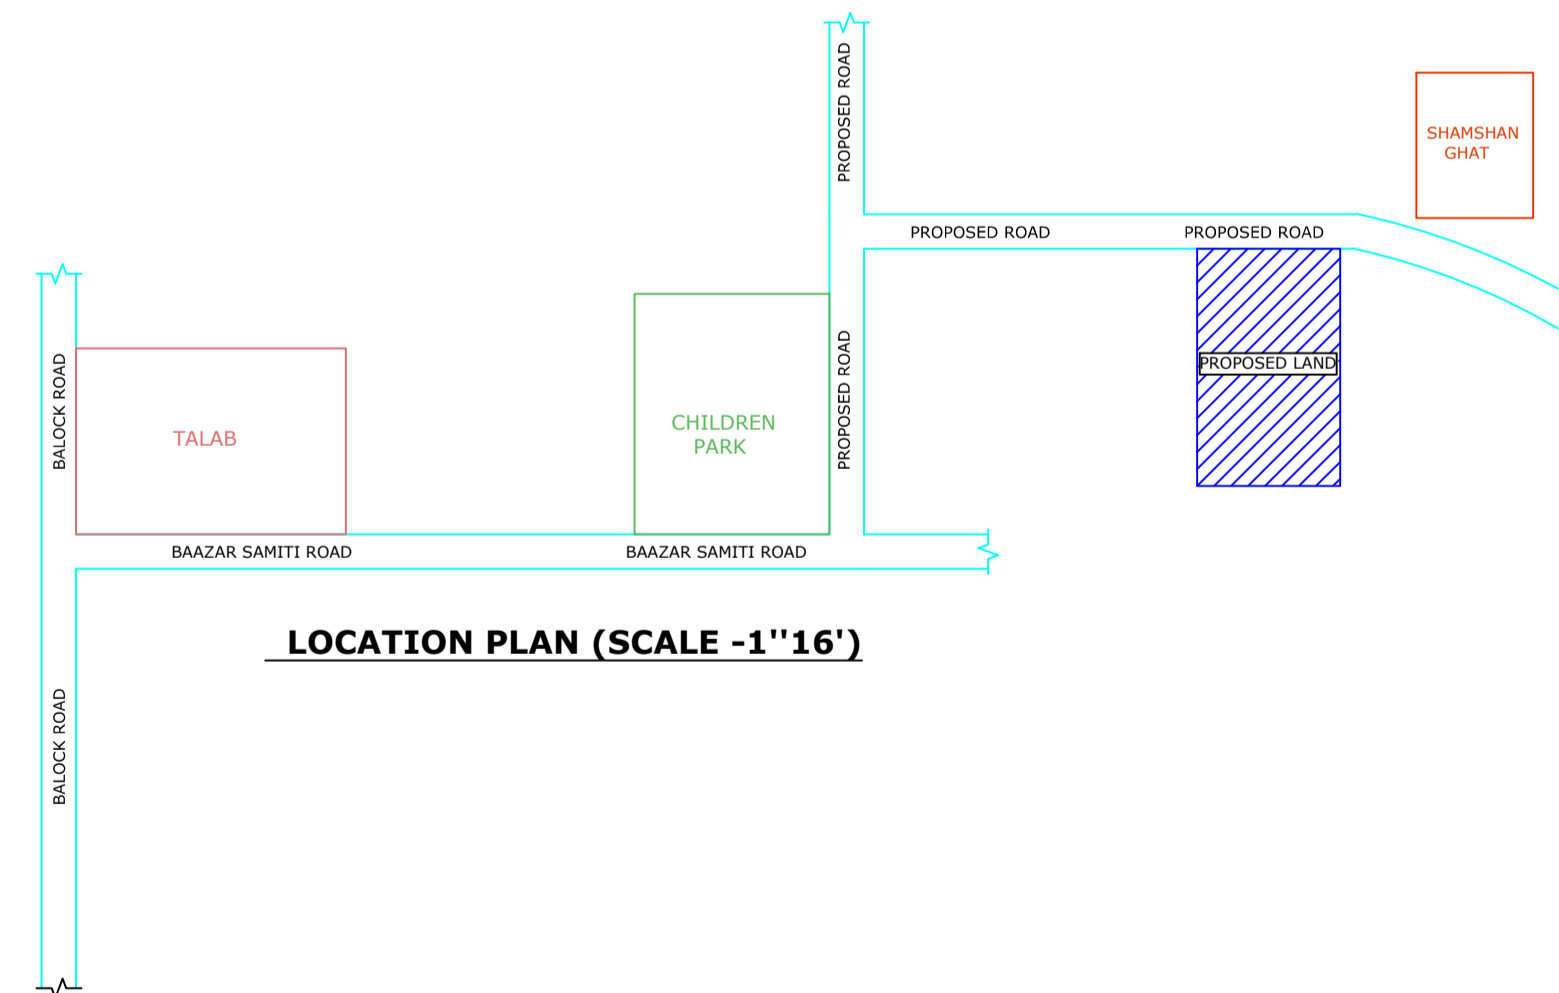 PROPOSED ROAD
SHAMSHAN
GHAT
PROPOSED ROAD
PROPOSED ROAD
BALOCK ROAD
TALAB
CHILDREN
PARK
PROPOSED ROAD
PROPOSED LAND
BAAZAR SAMITI ROAD
BAAZAR SAMITI ROAD
LOCATION PLAN (SCALE -1''16')
BALOCK ROAD